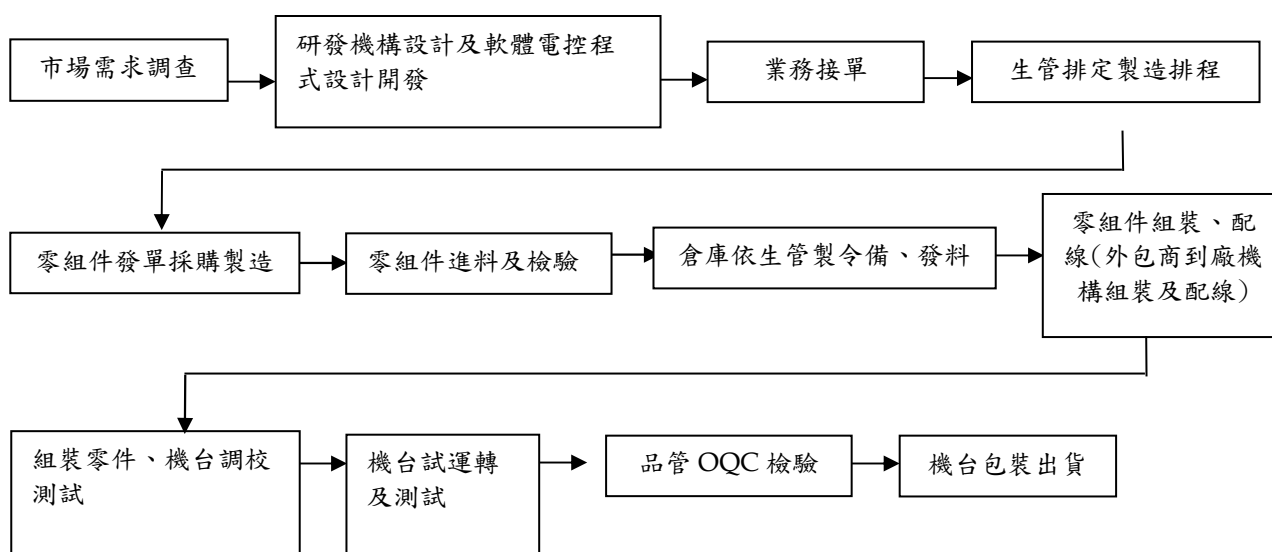 市場需求調查
研發機構設計及軟體電控程
式設計開發
業務接單
生管排定製造排程
零組件發單採購製造
零組件進料及檢驗
倉庫依生管製令備、發料
零組件組裝、配
線(外包商到廠機
構組裝及配線)
組裝零件、機台調校
測試
機台試運轉
及測試
品管 OQC 檢驗
機台包裝出貨